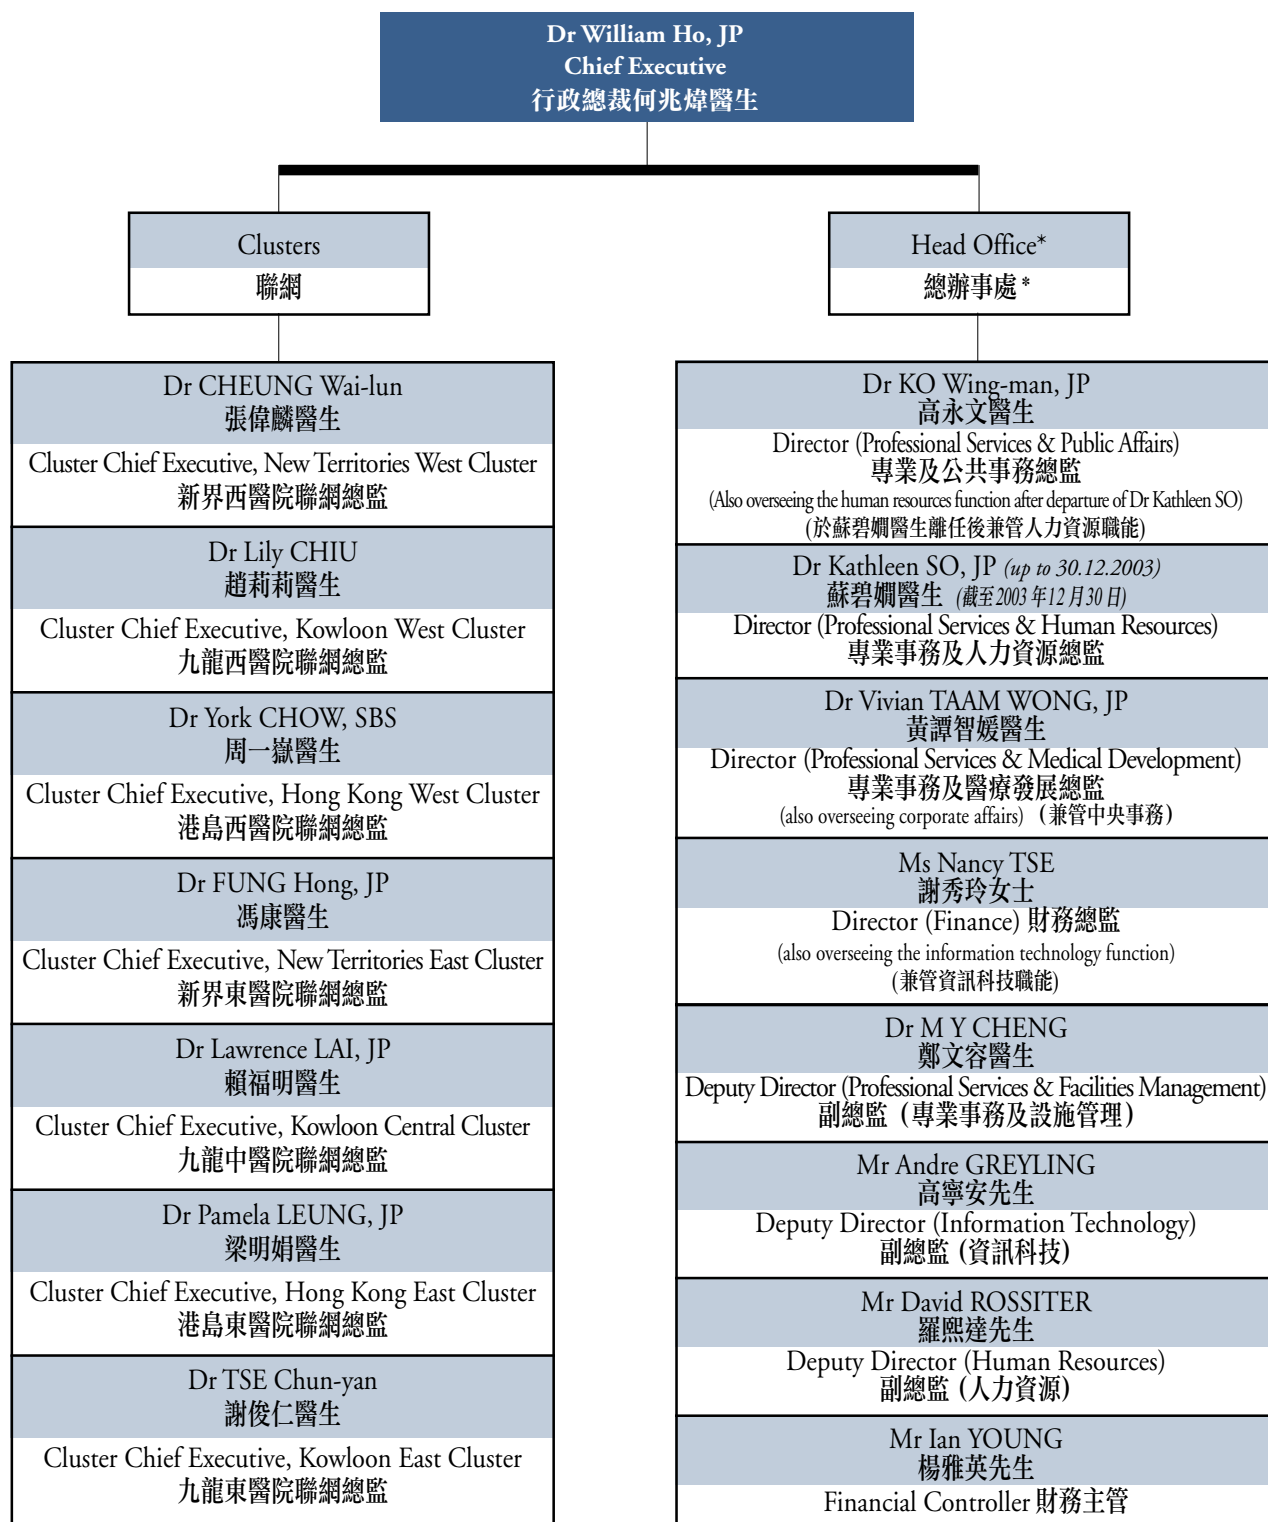 Dr William Ho, JP
Chief Executive
行政總裁何兆煒醫生
Clusters
聯網
Dr CHEUNG Wai-lun
張偉麟醫生
Cluster Chief Executive, New Territories West Cluster
新界西醫院聯網總監
Dr Lily CHIU
趙莉莉醫生
Cluster Chief Executive, Kowloon West Cluster
九龍西醫院聯網總監
Dr York CHOW, SBS
周一嶽醫生
Cluster Chief Executive, Hong Kong West Cluster
港島西醫院聯網總監
Dr FUNG Hong, JP
馮康醫生
Cluster Chief Executive, New Territories East Cluster
新界東醫院聯網總監
Dr Lawrence LAI, JP
賴福明醫生
Cluster Chief Executive, Kowloon Central Cluster
九龍中醫院聯網總監
Dr Pamela LEUNG, JP
梁明娟醫生
Cluster Chief Executive, Hong Kong East Cluster
港島東醫院聯網總監
Dr TSE Chun-yan
謝俊仁醫生
Cluster Chief Executive, Kowloon East Cluster
九龍東醫院聯網總監
Head Office*
總辦事處*
Dr KO Wing-man, JP
高永文醫生
Director (Professional Services & Public Affairs)
專業及公共事務總監
(Also overseeing the human resources function after departure of Dr Kathleen SO)
(於蘇碧嫺醫生離任後兼管人力資源職能)
Dr Kathleen SO, JP (up to 30.12.2003)
蘇碧嫺醫生 (截至2003年12月30日)
Director (Professional Services & Human Resources)
專業事務及人力資源總監
Dr Vivian TAAM WONG, JP
黃譚智媛醫生
Director (Professional Services & Medical Development)
專業事務及醫療發展總監
(also overseeing corporate affairs) (兼管中央事務)
Ms Nancy TSE
謝秀玲女士
Director (Finance) 財務總監
(also overseeing the information technology function)
(兼管資訊科技職能)
Dr M Y CHENG
鄭文容醫生
Deputy Director (Professional Services & Facilities Management)
副總監 (專業事務及設施管理)
Mr Andre GREYLING
高寧安先生
Deputy Director (Information Technology)
副總監 (資訊科技)
Mr David ROSSITER
羅熙達先生
Deputy Director (Human Resources)
副總監 (人力資源)
Mr Ian YOUNG
楊雅英先生
Financial Controller 財務主管